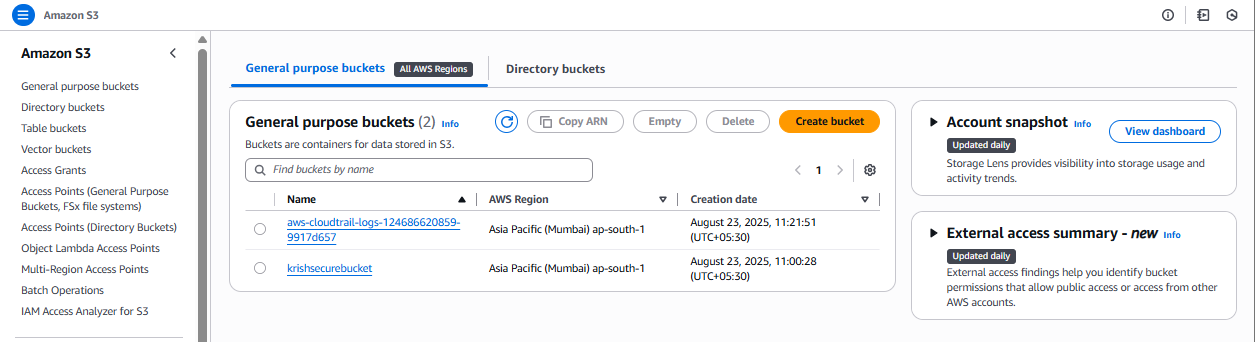 Amazon S3
Amazon S3
General purpose buckets
Directory buckets
Table buckets
Vector buckets
Access Grants
Access Points (General Purpose
Buckets, FSx file systems)
Access Points (Directory Buckets)
Object Lambda Access Points
Multi-Region Access Points
Batch Operations
IAM Access Analyzer for S3
General purpose buckets All AWS Regions Directory buckets
General purpose buckets (2) Info Copy ARN Empty Delete Create bucket
Buckets are containers for data stored in S3.
Find buckets by name 1
Name AWS Region Creation date
aws-cloudtrail-logs-124686620859-
9917d657
Asia Pacific (Mumbai) ap-south-1
August 23, 2025, 11:21:51
(UTC+05:30)
krishsecurebucket
Asia Pacific (Mumbai) ap-south-1
August 23, 2025, 11:00:28
(UTC+05:30)
Account snapshot Info View dashboard
Updated daily
Storage Lens provides visibility into storage usage and
activity trends.
External access summary - new Info
Updated daily
External access findings help you identify bucket
permissions that allow public access or access from other
AWS accounts.